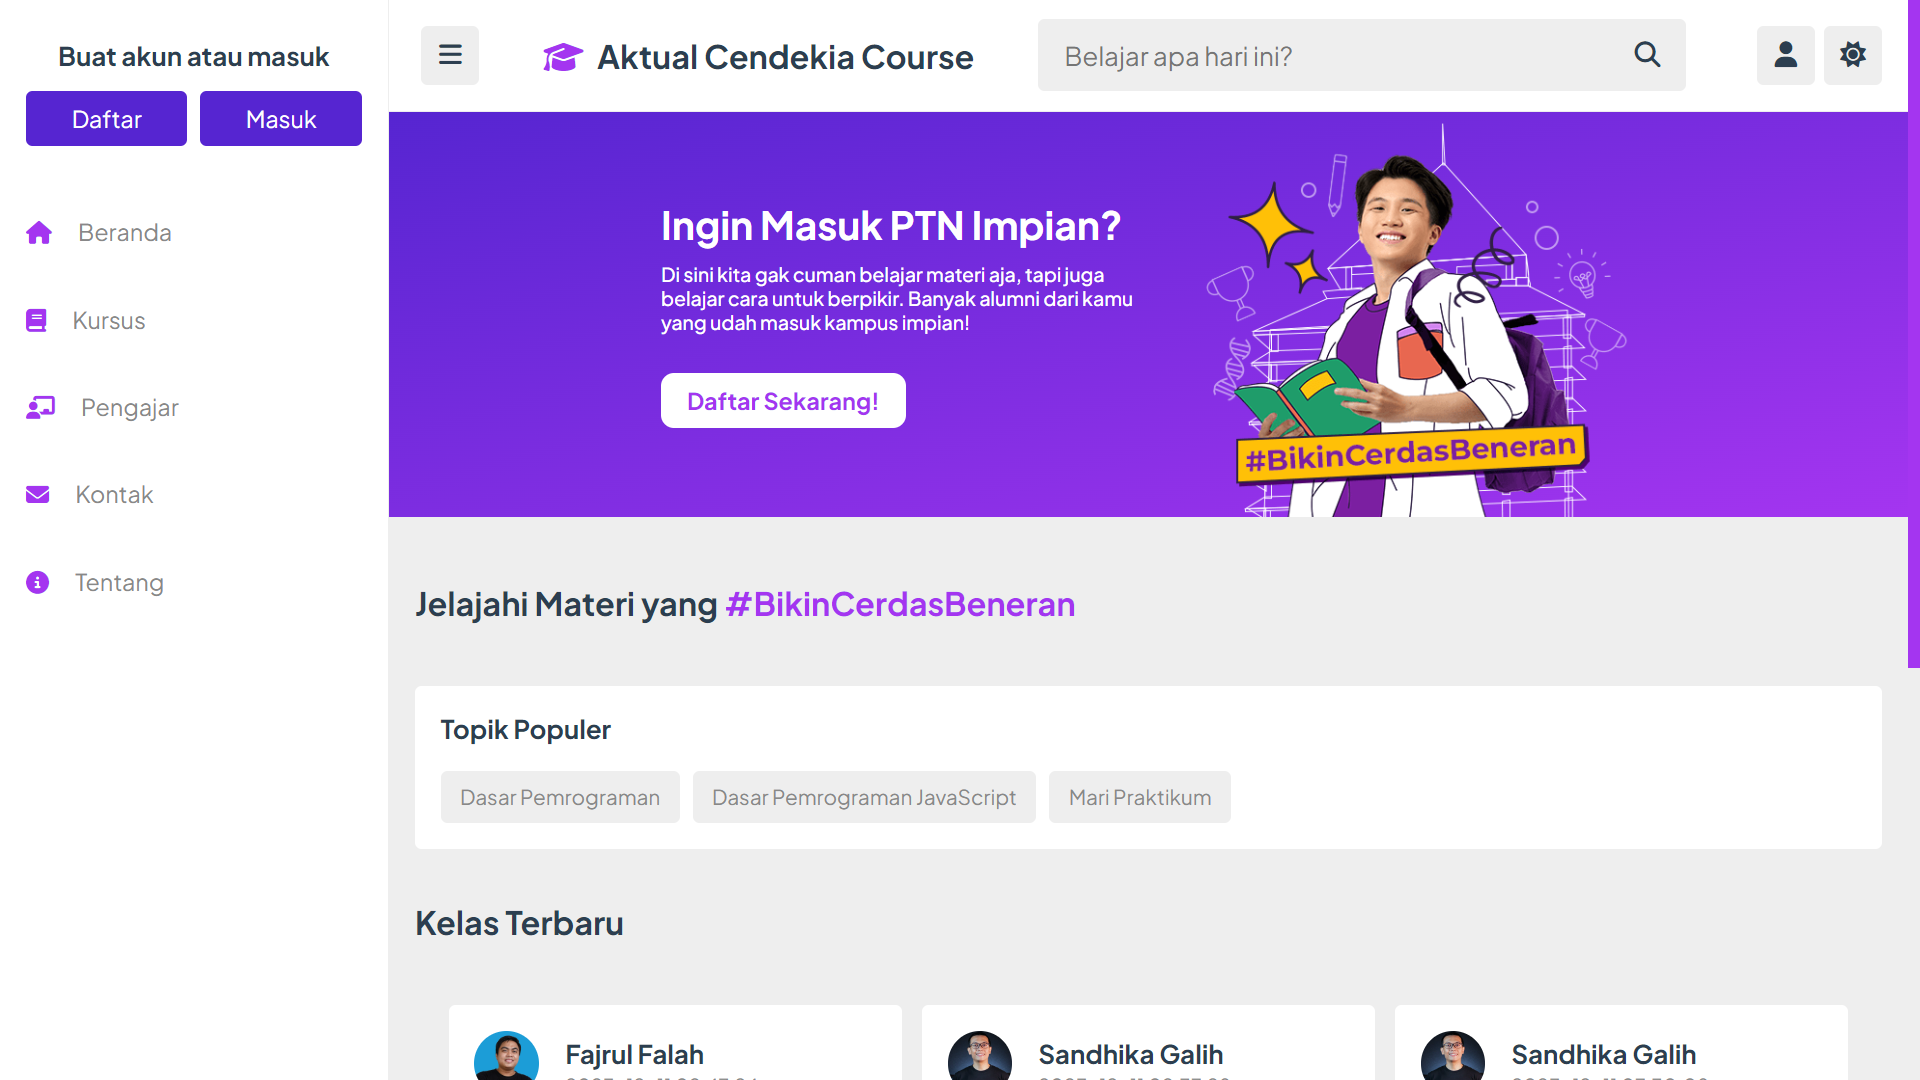 Buat akun atau masuk
Daftar
Masuk
Beranda
Kursus
Pengajar
Kontak
Tentang
Aktual Cendekia Course
Belajar apa hari ini?
Ingin Masuk PTN Impian?
Di sini kita gak cuman belajar materi aja, tapi juga
belajar cara untuk berpikir. Banyak alumni dari kamu
yang udah masuk kampus impian!
Daftar Sekarang!
#BikinCerdasBeneran
Jelajahi Materi yang #BikinCerdasBeneran
Topik Populer
Dasar Pemrograman
Dasar Pemrograman JavaScript
Mari Praktikum
Kelas Terbaru
Fajrul Falah
Sandhika Galih
Sandhika Galih